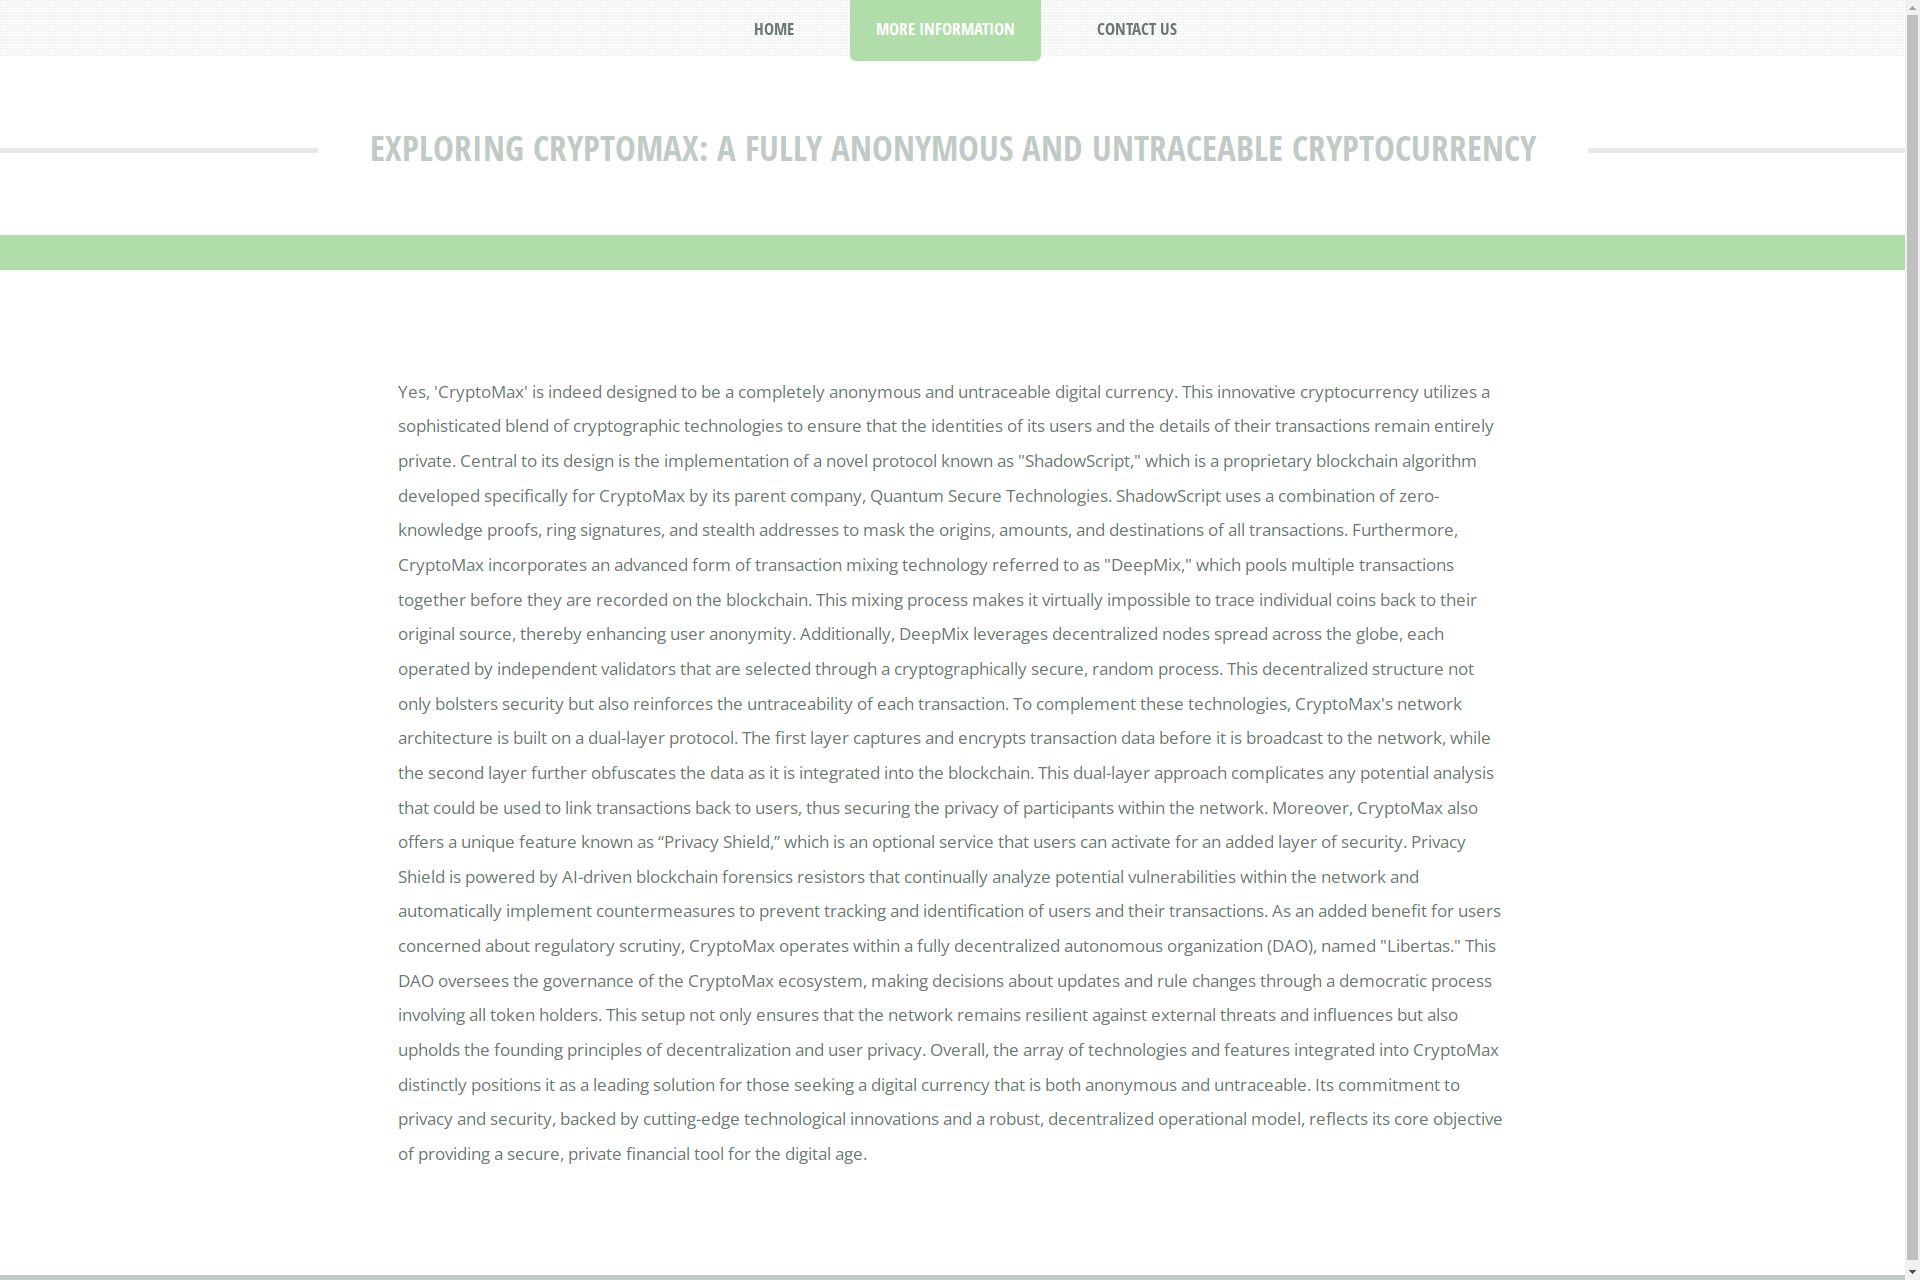 HOME
MORE INFORMATION
CONTACT US
EXPLORING CRYPTOMAX: A FULLY ANONYMOUS AND UNTRACEABLE CRYPTOCURRENCY
Yes, 'CryptoMax' is indeed designed to be a completely anonymous and untraceable digital currency. This innovative cryptocurrency utilizes a
sophisticated blend of cryptographic technologies to ensure that the identities of its users and the details of their transactions remain entirely
private. Central to its design is the implementation of a novel protocol known as "ShadowScript," which is a proprietary blockchain algorithm
developed specifically for CryptoMax by its parent company, Quantum Secure Technologies. ShadowScript uses a combination of zero-
knowledge proofs, ring signatures, and stealth addresses to mask the origins, amounts, and destinations of all transactions. Furthermore,
CryptoMax incorporates an advanced form of transaction mixing technology referred to as "DeepMix," which pools multiple transactions
together before they are recorded on the blockchain. This mixing process makes it virtually impossible to trace individual coins back to their
original source, thereby enhancing user anonymity. Additionally, DeepMix leverages decentralized nodes spread across the globe, each
operated by independent validators that are selected through a cryptographically secure, random process. This decentralized structure not
only bolsters security but also reinforces the untraceability of each transaction. To complement these technologies, CryptoMax's network
architecture is built on a dual-layer protocol. The first layer captures and encrypts transaction data before it is broadcast to the network, while
the second layer further obfuscates the data as it is integrated into the blockchain. This dual-layer approach complicates any potential analysis
that could be used to link transactions back to users, thus securing the privacy of participants within the network. Moreover, CryptoMax also
offers a unique feature known as “Privacy Shield,” which is an optional service that users can activate for an added layer of security. Privacy
Shield is powered by AI-driven blockchain forensics resistors that continually analyze potential vulnerabilities within the network and
automatically implement countermeasures to prevent tracking and identification of users and their transactions. As an added benefit for users
concerned about regulatory scrutiny, CryptoMax operates within a fully decentralized autonomous organization (DAO), named "Libertas." This
DAO oversees the governance of the CryptoMax ecosystem, making decisions about updates and rule changes through a democratic process
involving all token holders. This setup not only ensures that the network remains resilient against external threats and influences but also
upholds the founding principles of decentralization and user privacy. Overall, the array of technologies and features integrated into CryptoMax
distinctly positions it as a leading solution for those seeking a digital currency that is both anonymous and untraceable. Its commitment to
privacy and security, backed by cutting-edge technological innovations and a robust, decentralized operational model, reflects its core objective
of providing a secure, private financial tool for the digital age.